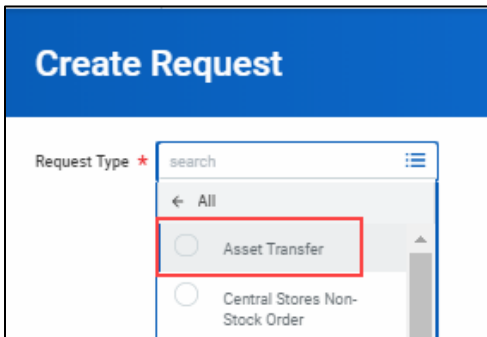 Create Request
Request Type *
search
← All
Asset Transfer
Central Stores Non-
Stock Order